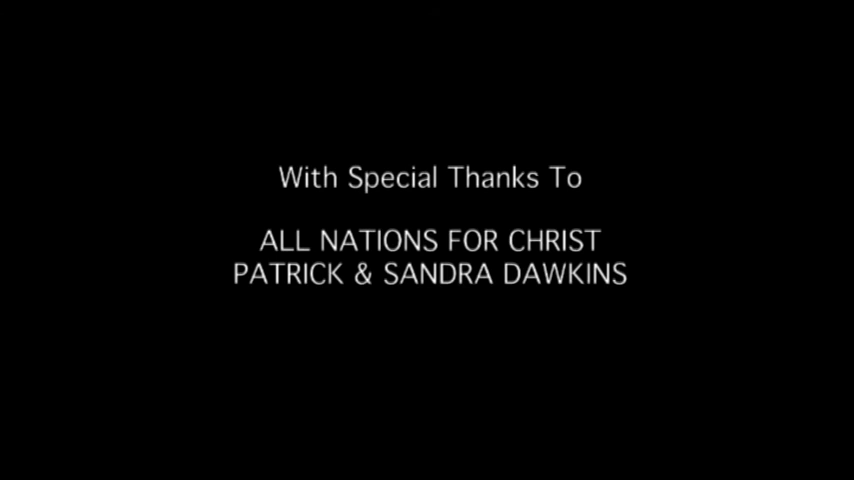 With Special Thanks To
ALL NATIONS FOR CHRIST
PATRICK & SANDRA DAWKINS